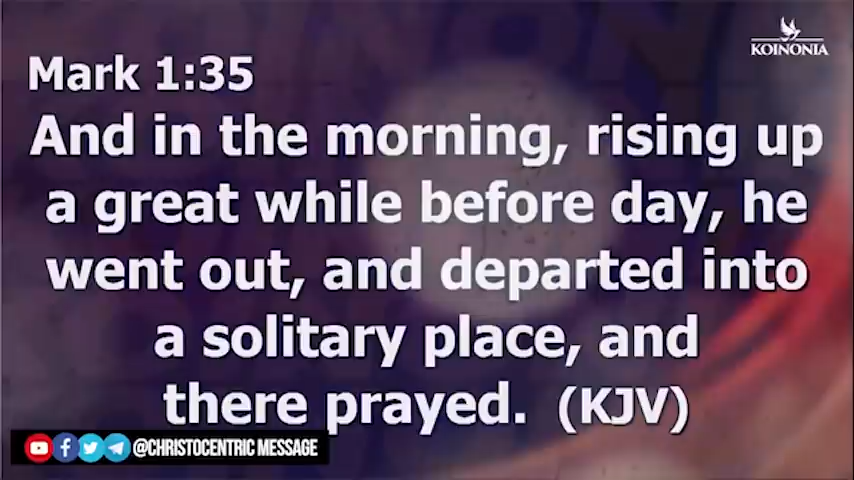 KOINONIA
Mark 1:35
And in the morning, rising up
a great while before day, he
went out, and departed into
a solitary place, and
there prayed. (KJV)
@CHRISTOCENTRIC MESSAGE